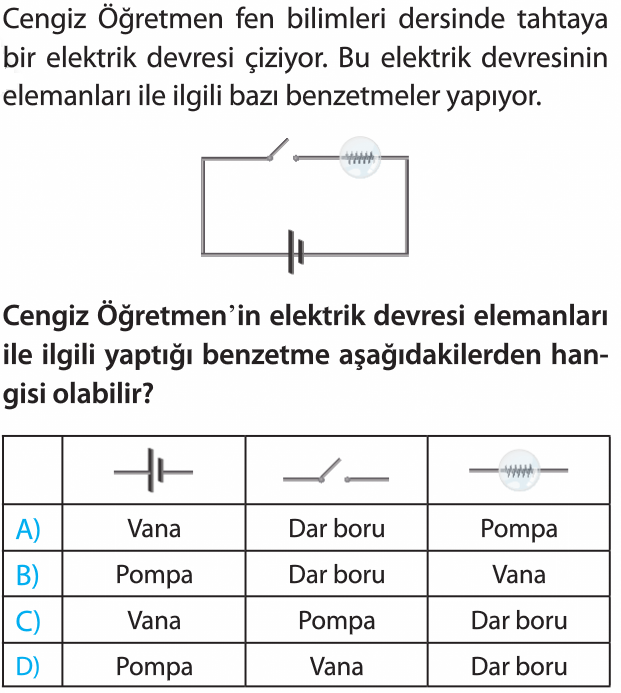 Cengiz Öğretmen fen bilimleri dersinde tahtaya
bir elektrik devresi çiziyor. Bu elektrik devresinin
elemanları ile ilgili bazı benzetmeler yapıyor.
Cengiz Öğretmen’in elektrik devresi elemanları
ile ilgili yaptığı benzetme aşağıdakilerden han-
gisi olabilir?
A) Vana Dar boru Pompa
B) Pompa Dar boru Vana
C) Vana Pompa Dar boru
D) Pompa Vana Dar boru